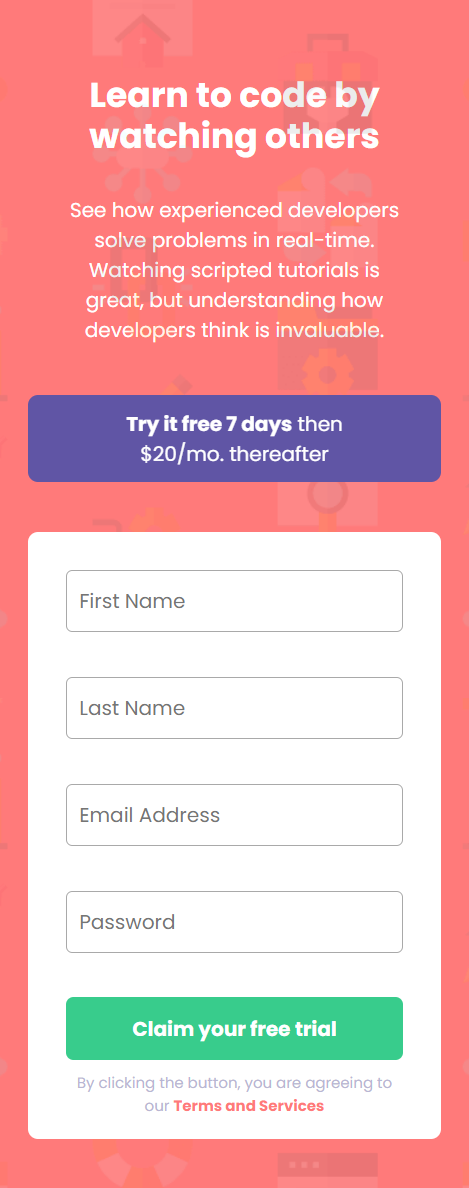 Learn to code by
watching others
See how experienced developers
solve problems in real-time.
Watching scripted tutorials is
great, but understanding how
developers think is invaluable.
Try it free 7 days then
$20/mo. thereafter
First Name
Last Name
Email Address
Password
Claim your free trial
By clicking the button, you are agreeing to
our Terms and Services